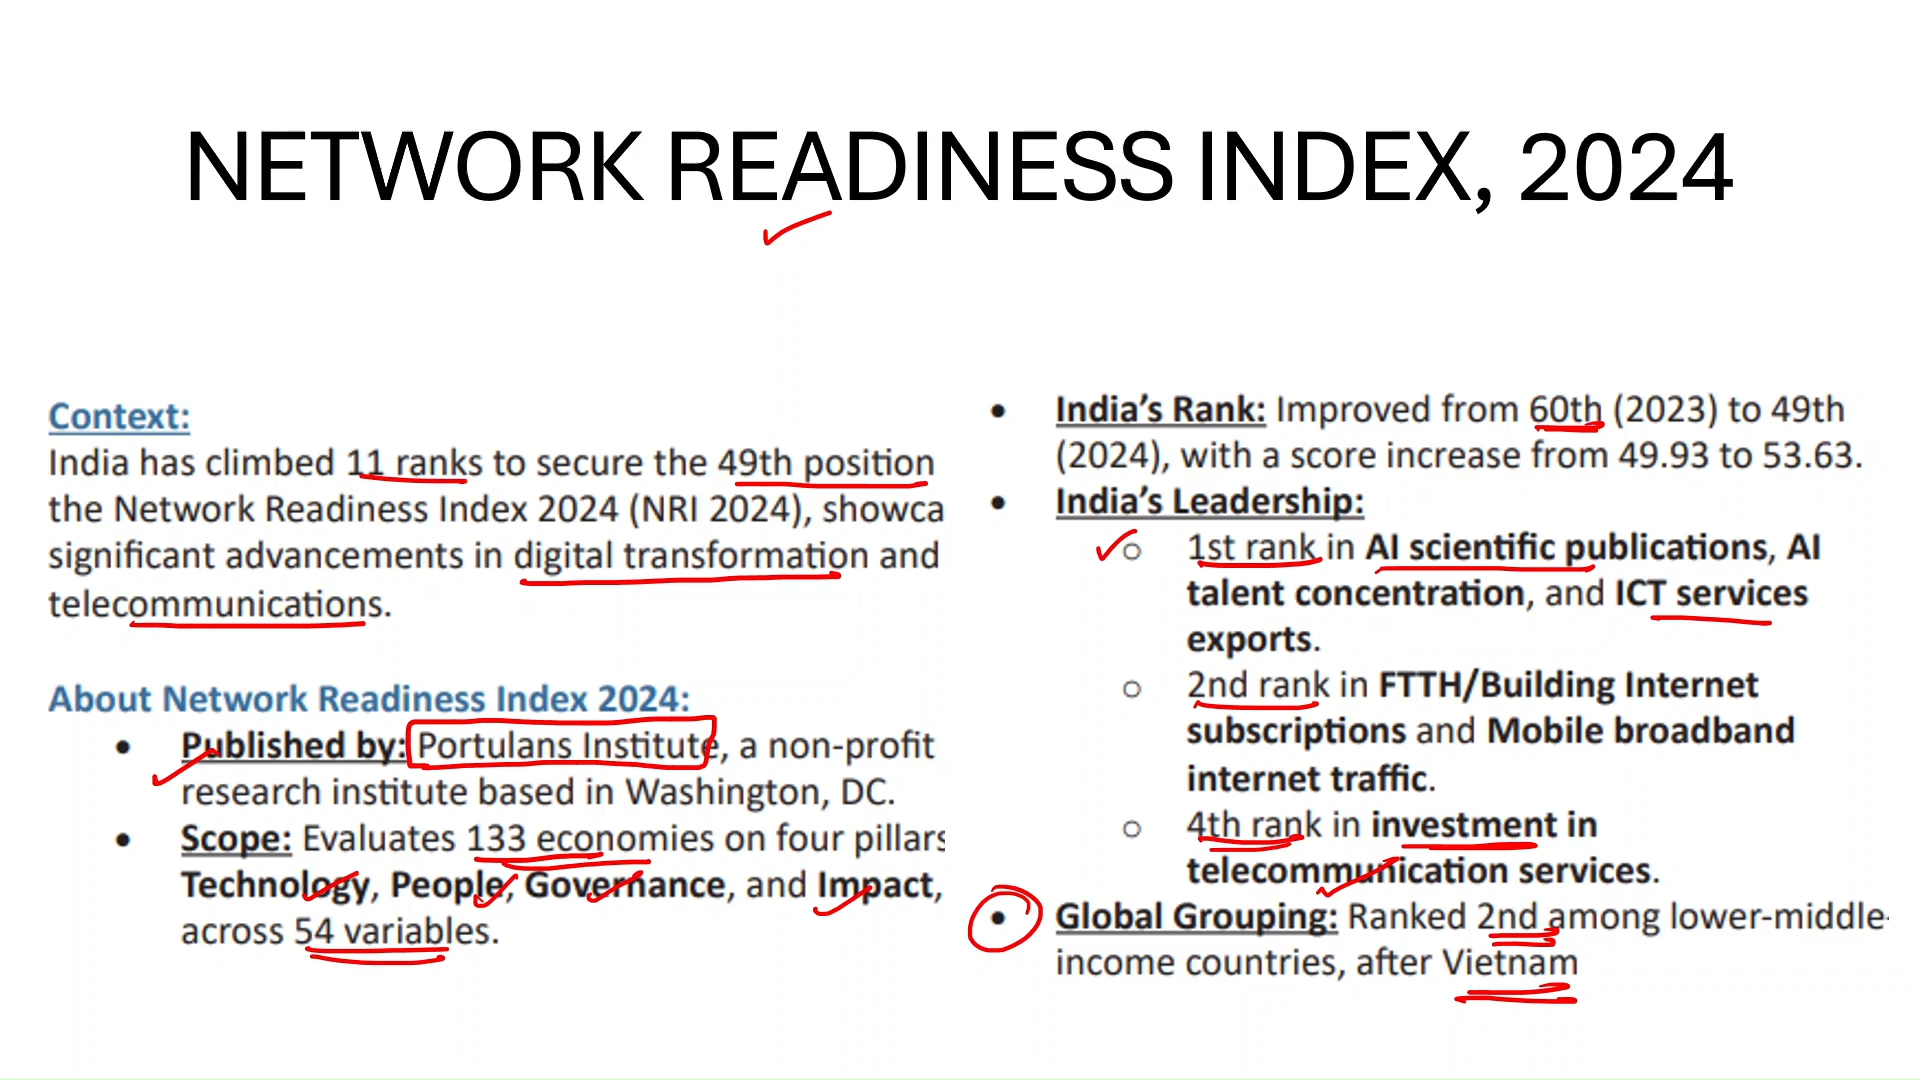 NETWORK READINESS INDEX, 2024
Context:
India has climbed 11 ranks to secure the 49th position
the Network Readiness Index 2024 (NRI 2024), showca
significant advancements in digital transformation and
telecommunications.
About Network Readiness Index 2024:
• Published by: Portulans Institute, a non-profit
research institute based in Washington, DC.
• Scope: Evaluates 133 economies on four pillars
Technology, People, Governance, and Impact,
across 54 variables.
• India’s Rank: Improved from 60th (2023) to 49th
(2024), with a score increase from 49.93 to 53.63.
• India’s Leadership:
○ 1st rank in AI scientific publications, AI
talent concentration, and ICT services
exports.
○ 2nd rank in FTTH/Building Internet
subscriptions and Mobile broadband
internet traffic.
○ 4th rank in investment in
telecommunication services.
• Global Grouping: Ranked 2nd among lower-middle-
income countries, after Vietnam